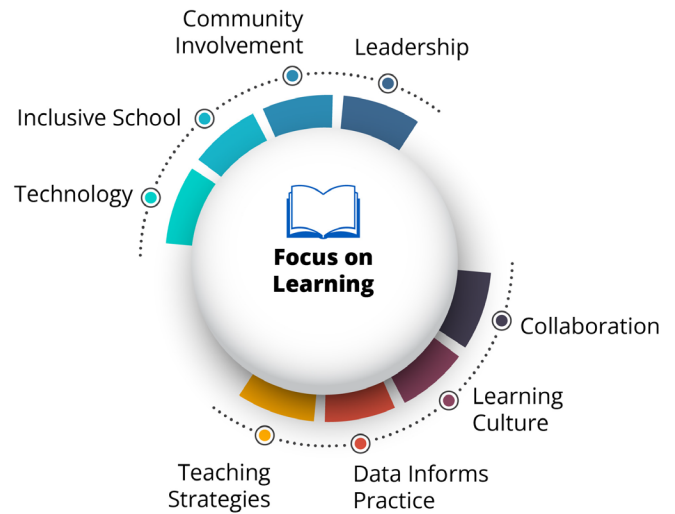 Community
Involvement
Leadership
Inclusive School
Technology
Focus on
Learning
Collaboration
Learning
Culture
Teaching
Strategies
Data Informs
Practice